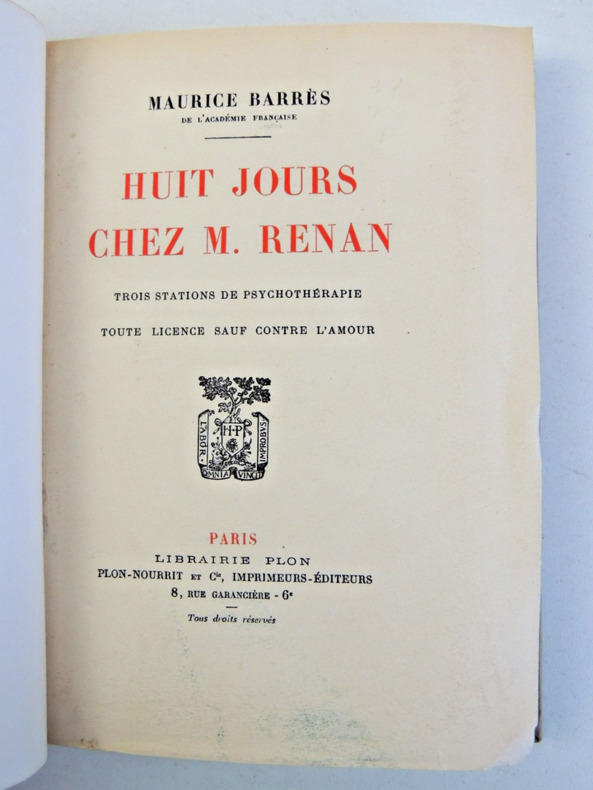 MAURICE BARRÈS
DE L'ACADÉMIE FRANÇAISE
HUIT JOURS
CHEZ M. RENAN
TROIS STATIONS DE PSYCHOTHÉRAPIE
TOUTE LICENCE SAUF CONTRE L'AMOUR
H·P
LABOR
OMNIA VINCIT
IMPROBVS
PARIS
LIBRAIRIE PLON
PLON-NOURRIT ET Cie, IMPRIMEURS-ÉDITEURS
8, RUE GARANCIÈRE - 6e
Tous droits réservés